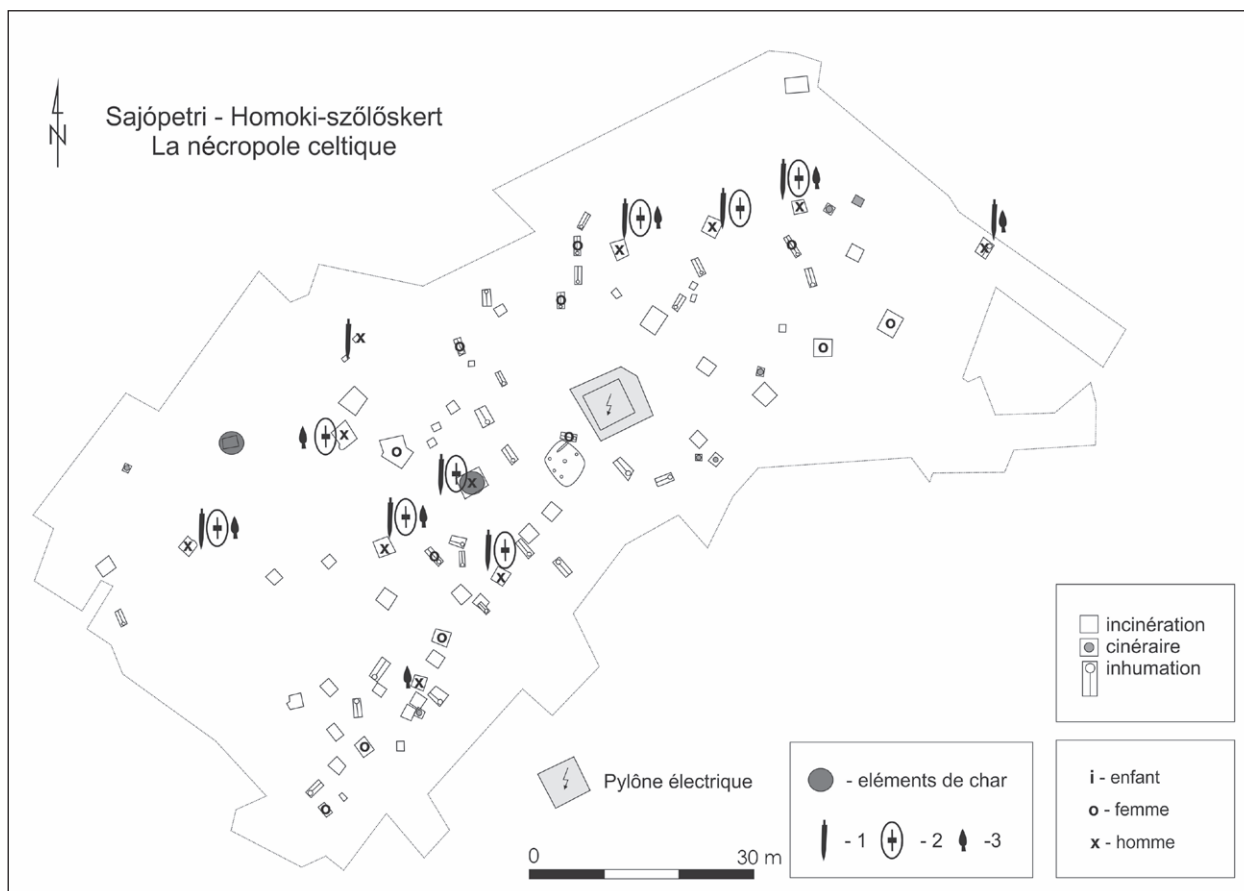 N
Sajópetri - Homoki-szőlőskert
La nécropole celtique
incinération
cinéraire
inhumation
Pylône électrique
- eléments de char
- 1 - 2 -3
i - enfant
o - femme
x - homme
0 30 m